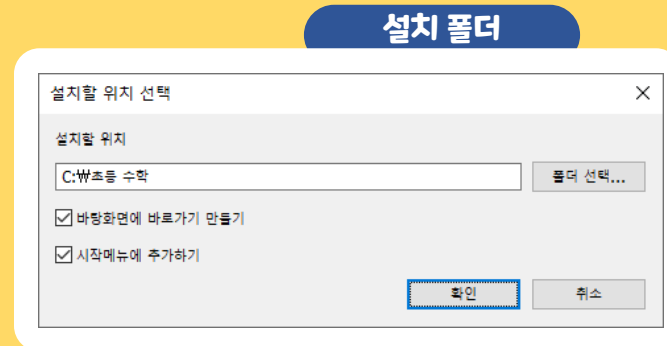 설치 폴더
설치할 위치 선택
설치할 위치
C:₩초등 수학
폴더 선택...
바탕화면에 바로가기 만들기
시작메뉴에 추가하기
확인 취소